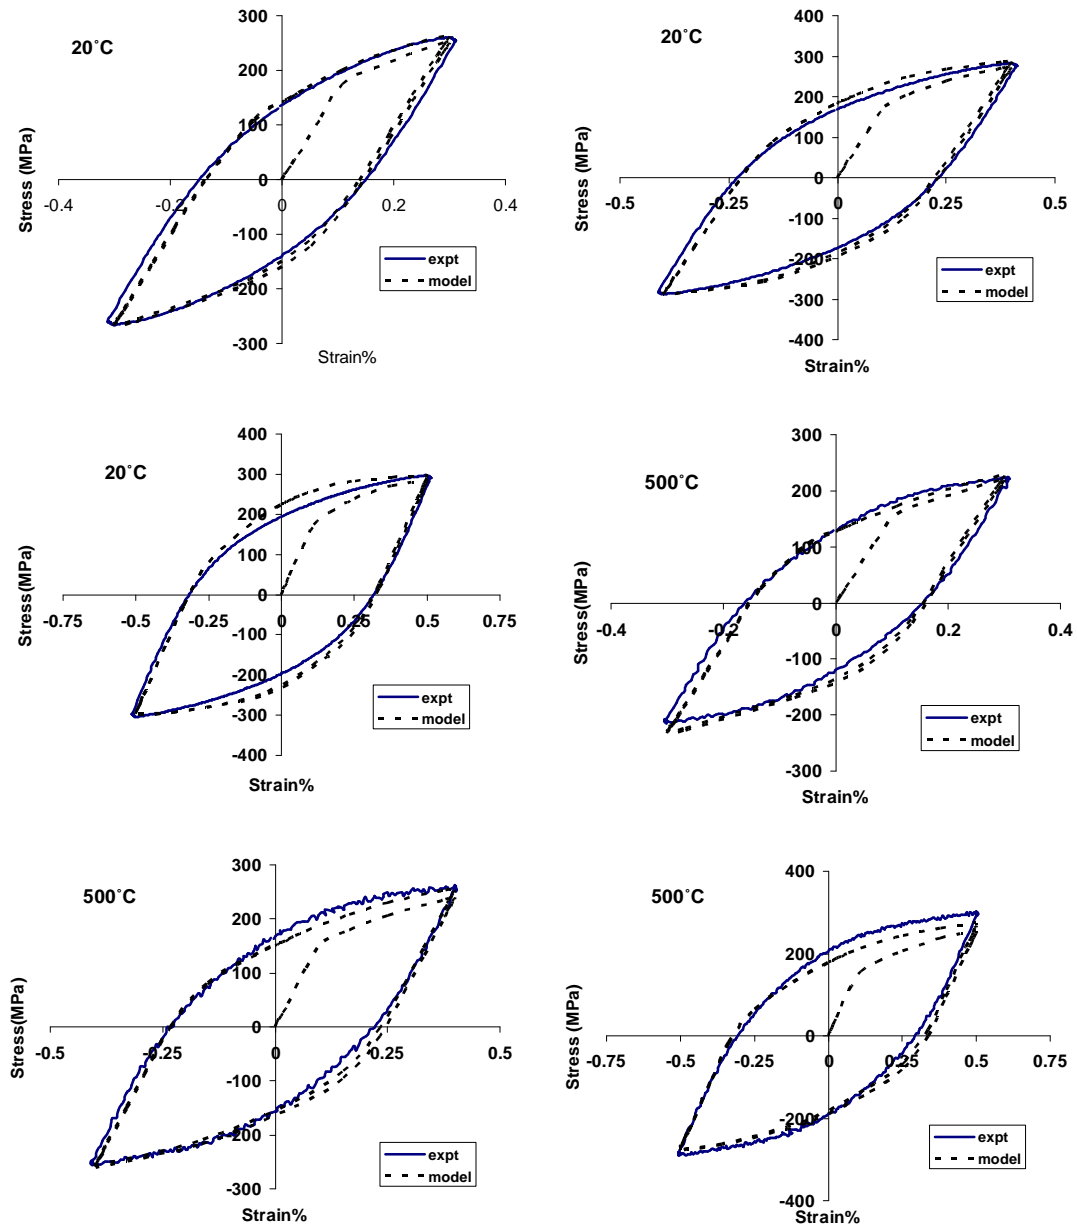 20˚C
300
200
100
0
-100
-200
-300
-0.4
-0.2
0
0.2
0.4
Stress (MPa)
Strain%
expt
model
20˚C
400
300
200
100
0
-100
-200
-300
-400
-0.5
-0.25
0
0.25
0.5
Stress (MPa)
Strain%
expt
model
20˚C
400
300
200
100
0
-100
-200
-300
-400
-0.75
-0.5
-0.25
0
0.25
0.5
0.75
Stress(MPa)
Strain%
expt
model
500˚C
300
200
100
0
-100
-200
-300
-0.4
-0.2
0
0.2
0.4
Stress(MPa)
Strain%
expt
model
500˚C
300
200
100
0
-100
-200
-300
-0.5
-0.25
0
0.25
0.5
Stress(MPa)
Strain%
expt
model
500˚C
400
200
0
-200
-400
-0.75
-0.5
-0.25
0
0.25
0.5
0.75
Stress (MPa)
Strain%
expt
model